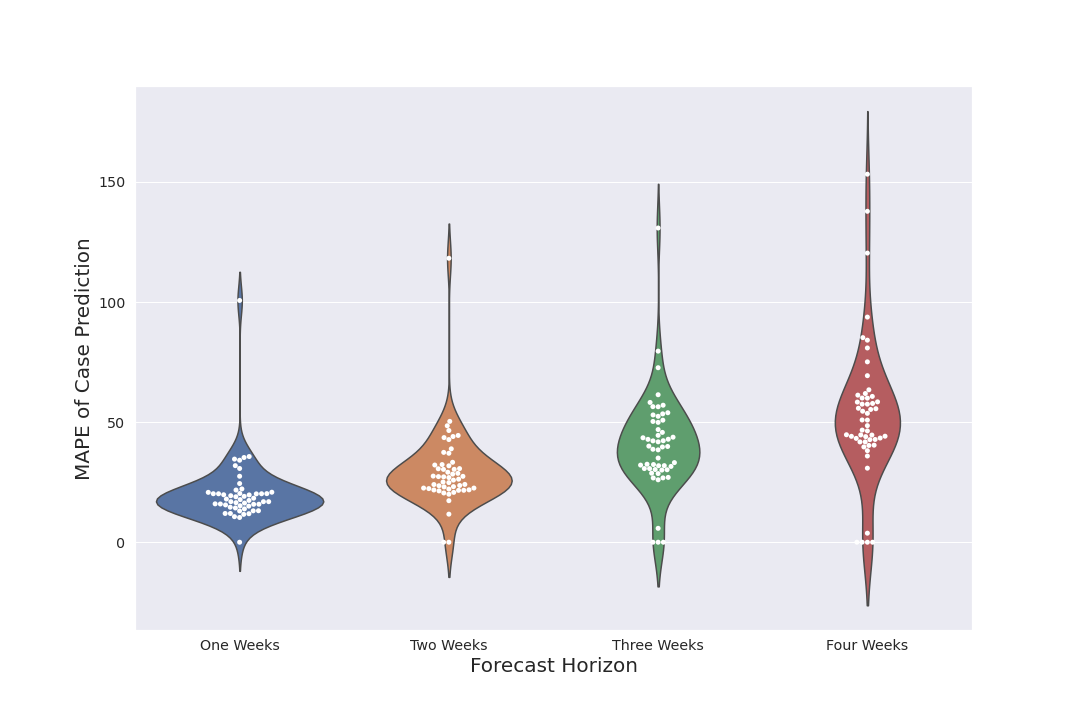 150
100
50
0
MAPE of Case Prediction
One Weeks
Two Weeks
Three Weeks
Four Weeks
Forecast Horizon